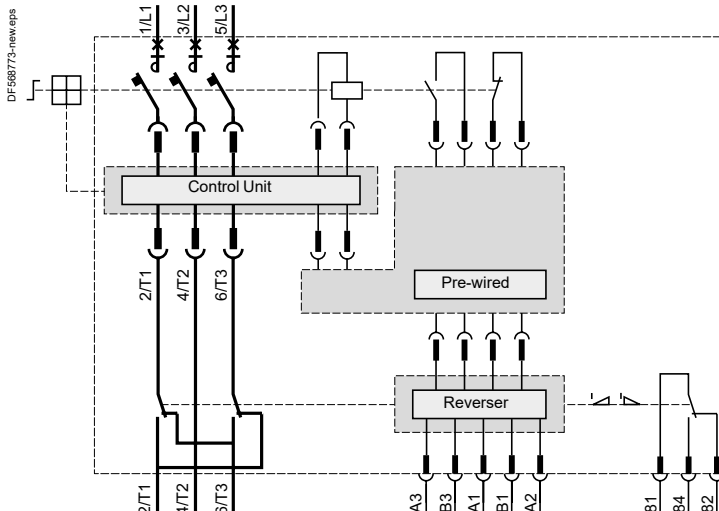 DF568773-new.eps
1/L1
3/L2
5/L3
Control Unit
2/T1
4/T2
6/T3
Pre-wired
Reverser
2/T1
4/T2
6/T3
A3
B3
A1
B1
A2
81
84
82